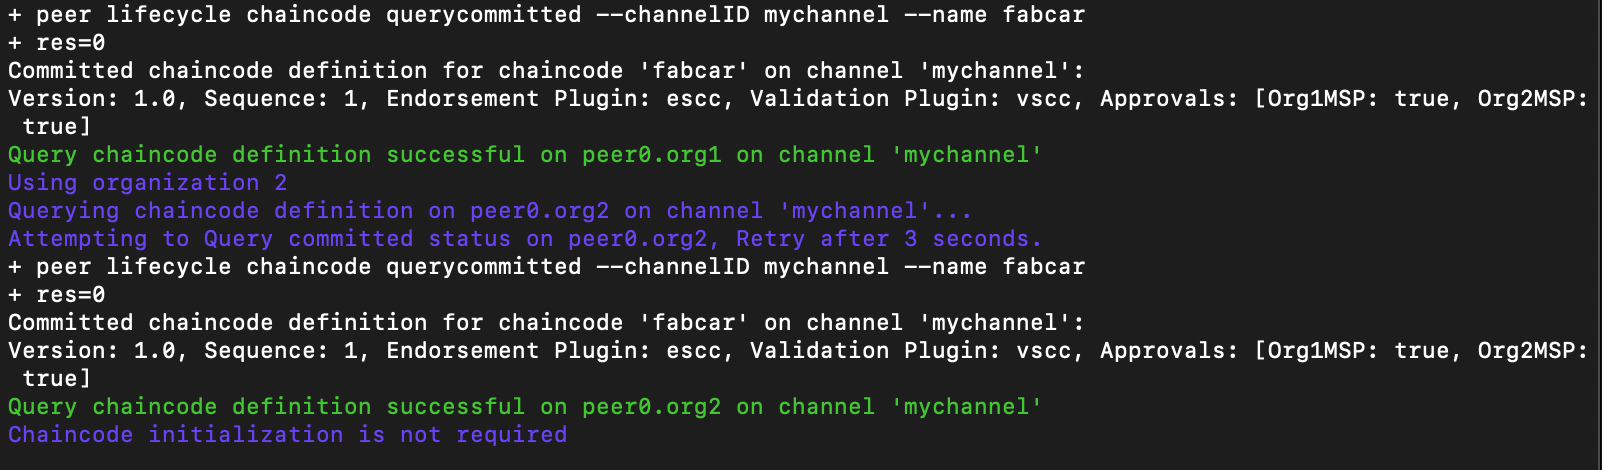 + peer lifecycle chaincode querycommitted --channelID mychannel --name fabcar
+ res=0
Committed chaincode definition for chaincode 'fabcar' on channel 'mychannel':
Version: 1.0, Sequence: 1, Endorsement Plugin: escc, Validation Plugin: vscc, Approvals: [Org1MSP: true, Org2MSP:
true]
Query chaincode definition successful on peer0.org1 on channel 'mychannel'
Using organization 2
Querying chaincode definition on peer0.org2 on channel 'mychannel'...
Attempting to Query committed status on peer0.org2, Retry after 3 seconds.
+ peer lifecycle chaincode querycommitted --channelID mychannel --name fabcar
+ res=0
Committed chaincode definition for chaincode 'fabcar' on channel 'mychannel':
Version: 1.0, Sequence: 1, Endorsement Plugin: escc, Validation Plugin: vscc, Approvals: [Org1MSP: true, Org2MSP:
true]
Query chaincode definition successful on peer0.org2 on channel 'mychannel'
Chaincode initialization is not required